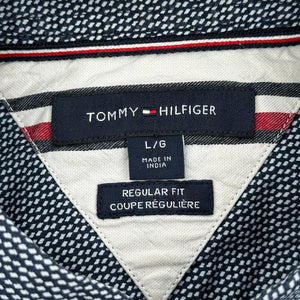 TOMMY HILFIGER
L/G
MADE IN
INDIA
REGULAR FIT
COUPE RÉGULIÈRE